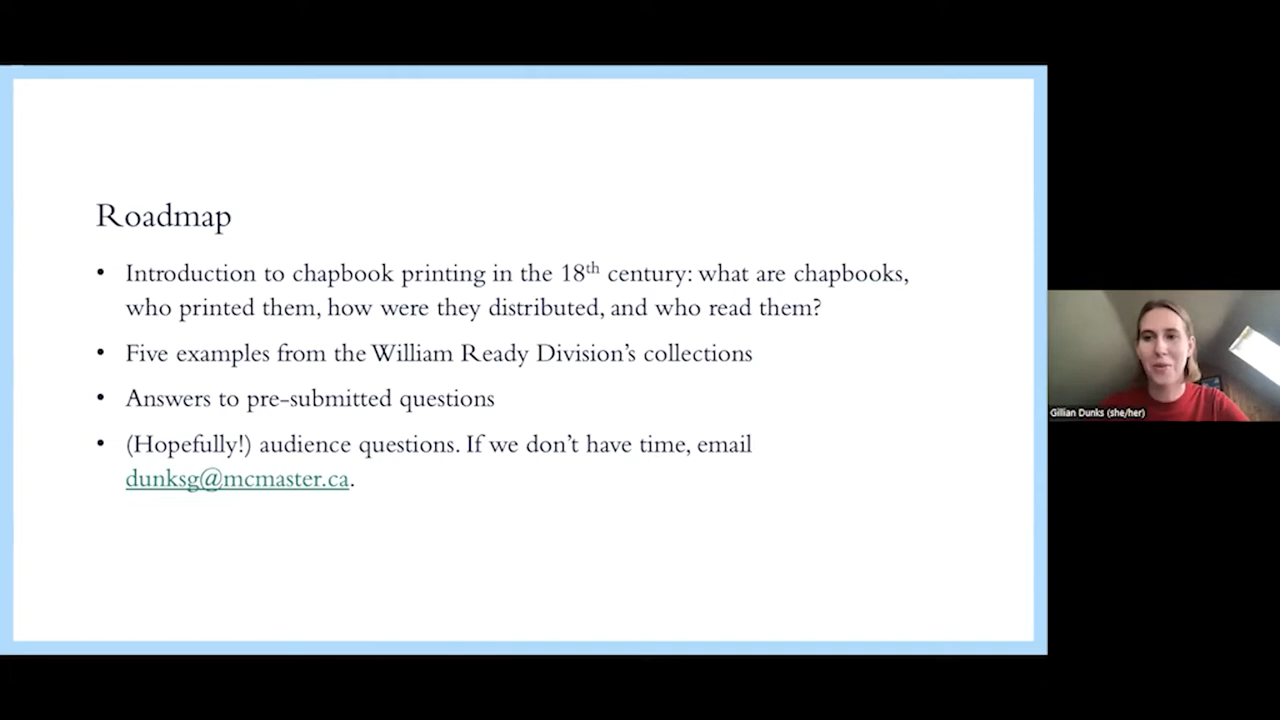 Roadmap
• Introduction to chapbook printing in the 18th century: what are chapbooks,
who printed them, how were they distributed, and who read them?
• Five examples from the William Ready Division’s collections
• Answers to pre-submitted questions
• (Hopefully!) audience questions. If we don’t have time, email
dunksg@mcmaster.ca.
Gillian Dunks (she/her)